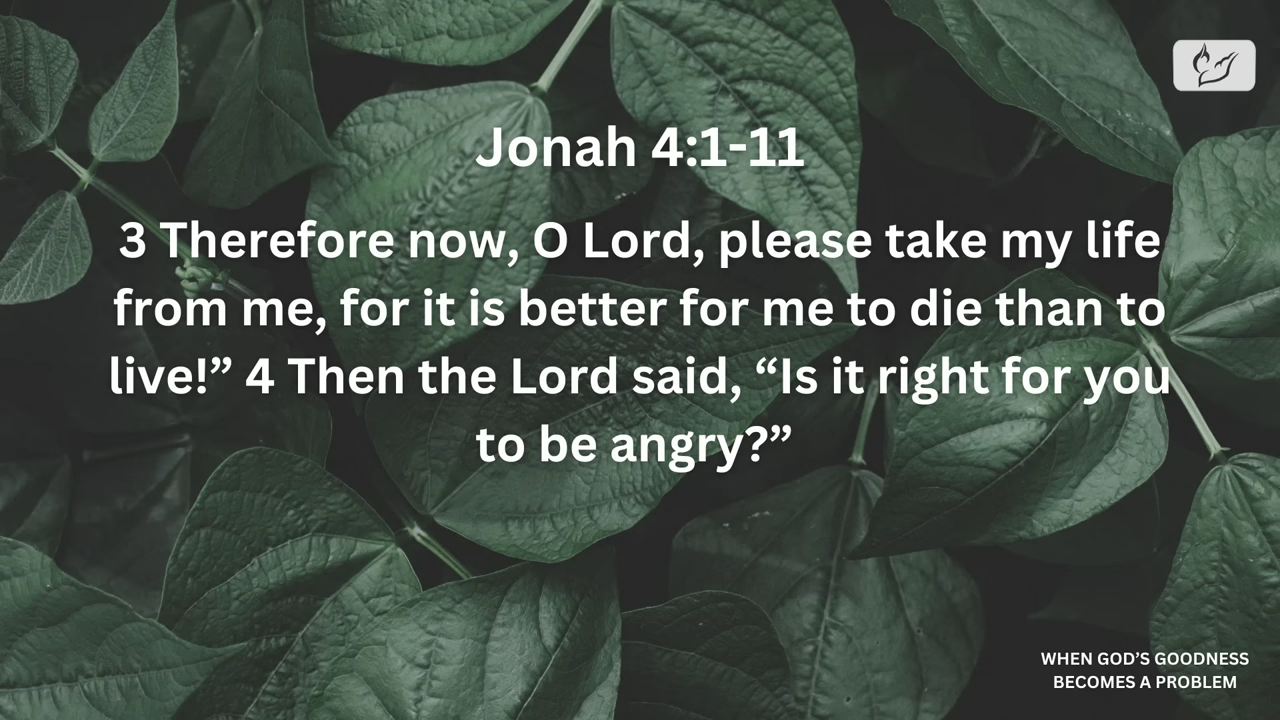 Jonah 4:1-11
3 Therefore now, O Lord, please take my life
from me, for it is better for me to die than to
live!” 4 Then the Lord said, “Is it right for you
to be angry?”
WHEN GOD’S GOODNESS
BECOMES A PROBLEM